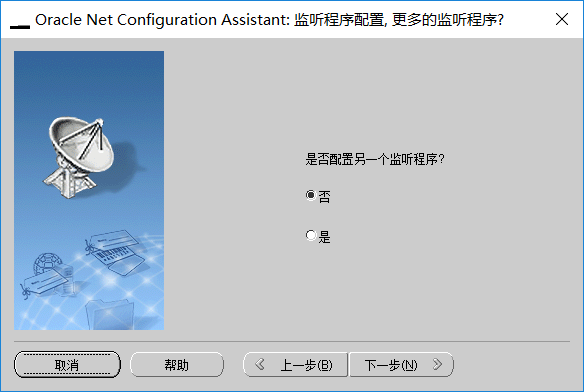 Oracle Net Configuration Assistant: 监听程序配置, 更多的监听程序?
是否配置另一个监听程序?
否
是
取消
帮助
上一步(B)
下一步(N)